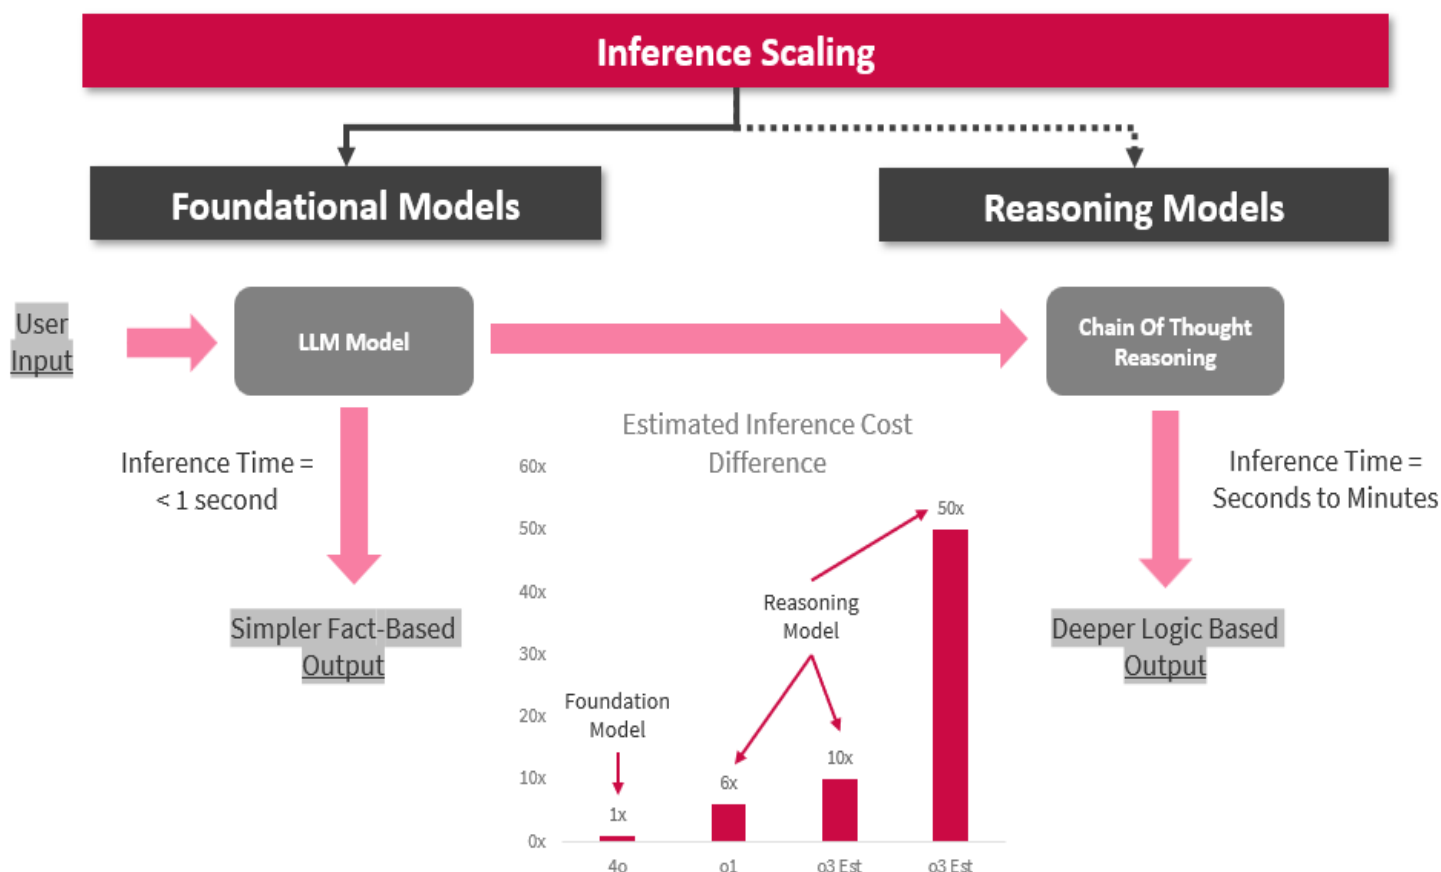 Inference Scaling
Foundational Models
Reasoning Models
User
Input
LLM Model
Chain Of Thought
Reasoning
Inference Time =
< 1 second
Inference Time =
Seconds to Minutes
Simpler Fact-Based
Output
Deeper Logic Based
Output
Estimated Inference Cost
Difference
60x
50x
40x
30x
20x
10x
0x
Foundation
Model
Reasoning
Model
1x
6x
10x
50x
4o
o1
o3 Est
o3 Est